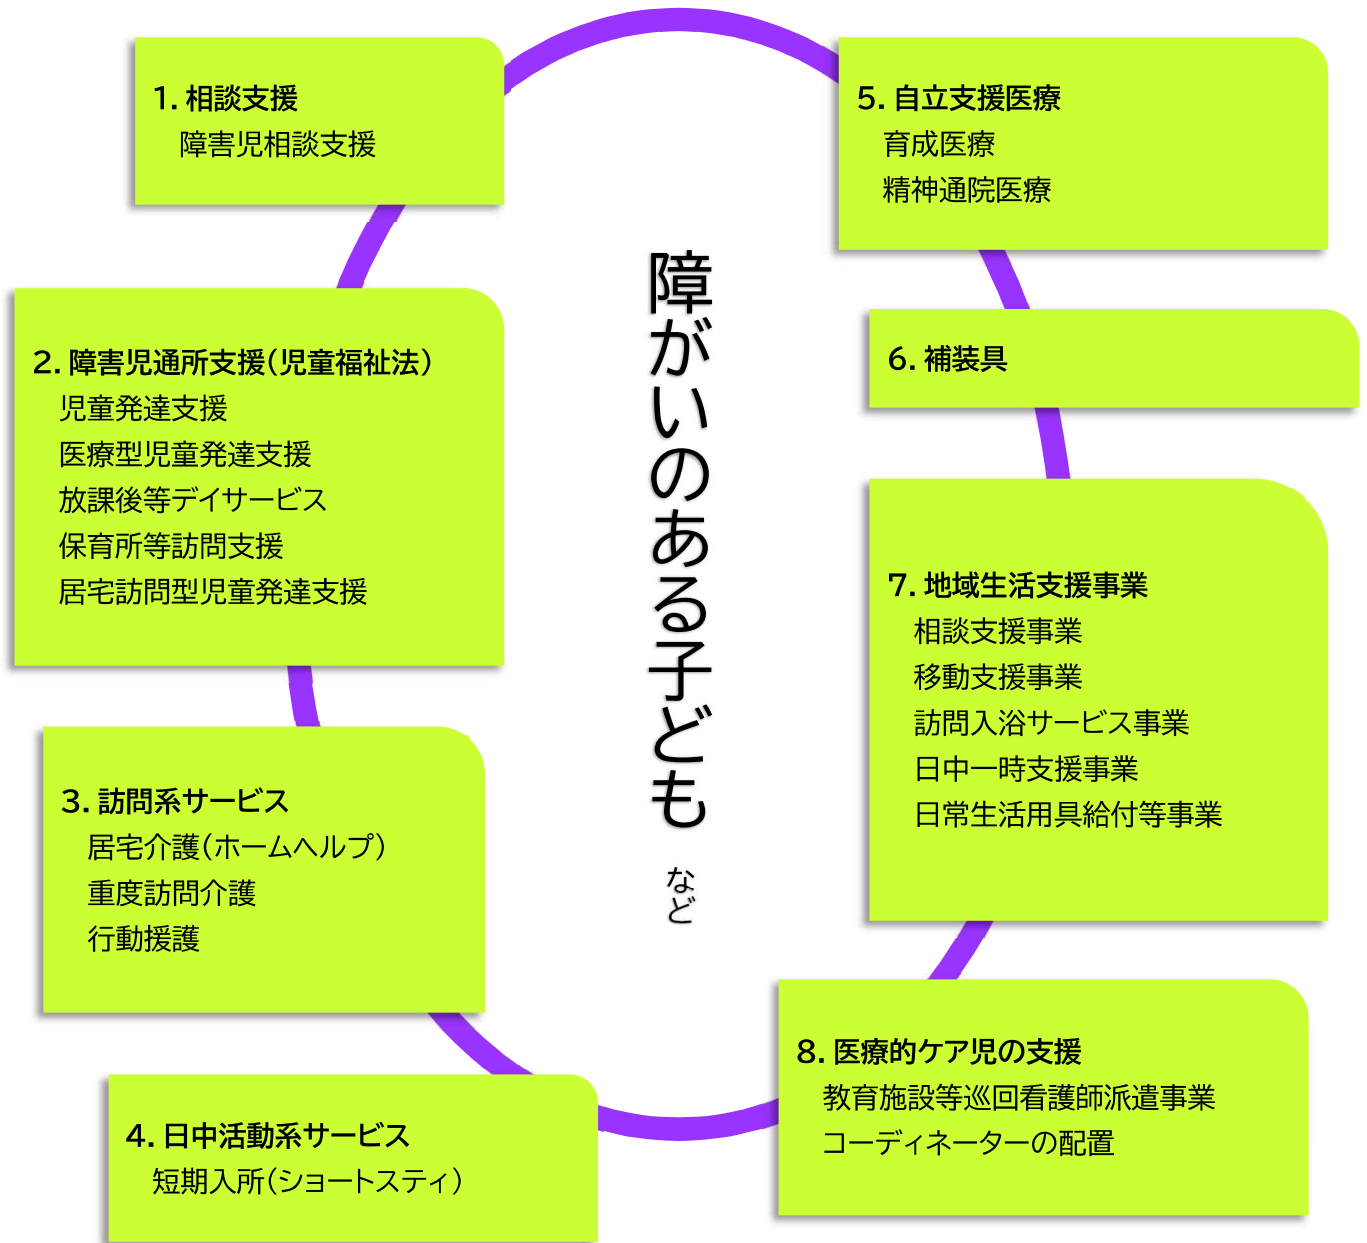 1. 相談支援
障害児相談支援
2. 障害児通所支援（児童福祉法）
児童発達支援
医療型児童発達支援
放課後等デイサービス
保育所等訪問支援
居宅訪問型児童発達支援
3. 訪問系サービス
居宅介護（ホームヘルプ）
重度訪問介護
行動援護
4. 日中活動系サービス
短期入所（ショートスティ）
障がいのある子ども
など
5. 自立支援医療
育成医療
精神通院医療
6. 補装具
7. 地域生活支援事業
相談支援事業
移動支援事業
訪問入浴サービス事業
日中一時支援事業
日常生活用具給付等事業
8. 医療的ケア児の支援
教育施設等巡回看護師派遣事業
コーディネーターの配置